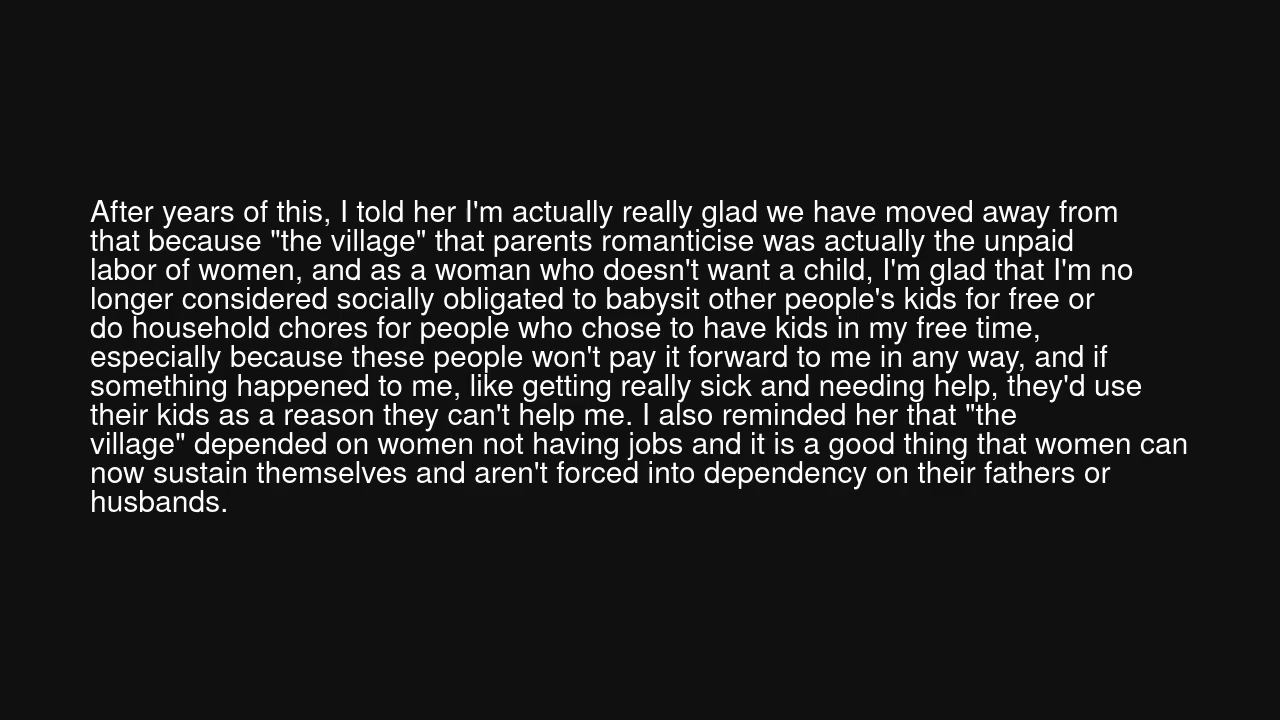 After years of this, I told her I'm actually really glad we have moved away from
that because "the village" that parents romanticise was actually the unpaid
labor of women, and as a woman who doesn't want a child, I'm glad that I'm no
longer considered socially obligated to babysit other people's kids for free or
do household chores for people who chose to have kids in my free time,
especially because these people won't pay it forward to me in any way, and if
something happened to me, like getting really sick and needing help, they'd use
their kids as a reason they can't help me. I also reminded her that "the
village" depended on women not having jobs and it is a good thing that women can
now sustain themselves and aren't forced into dependency on their fathers or
husbands.